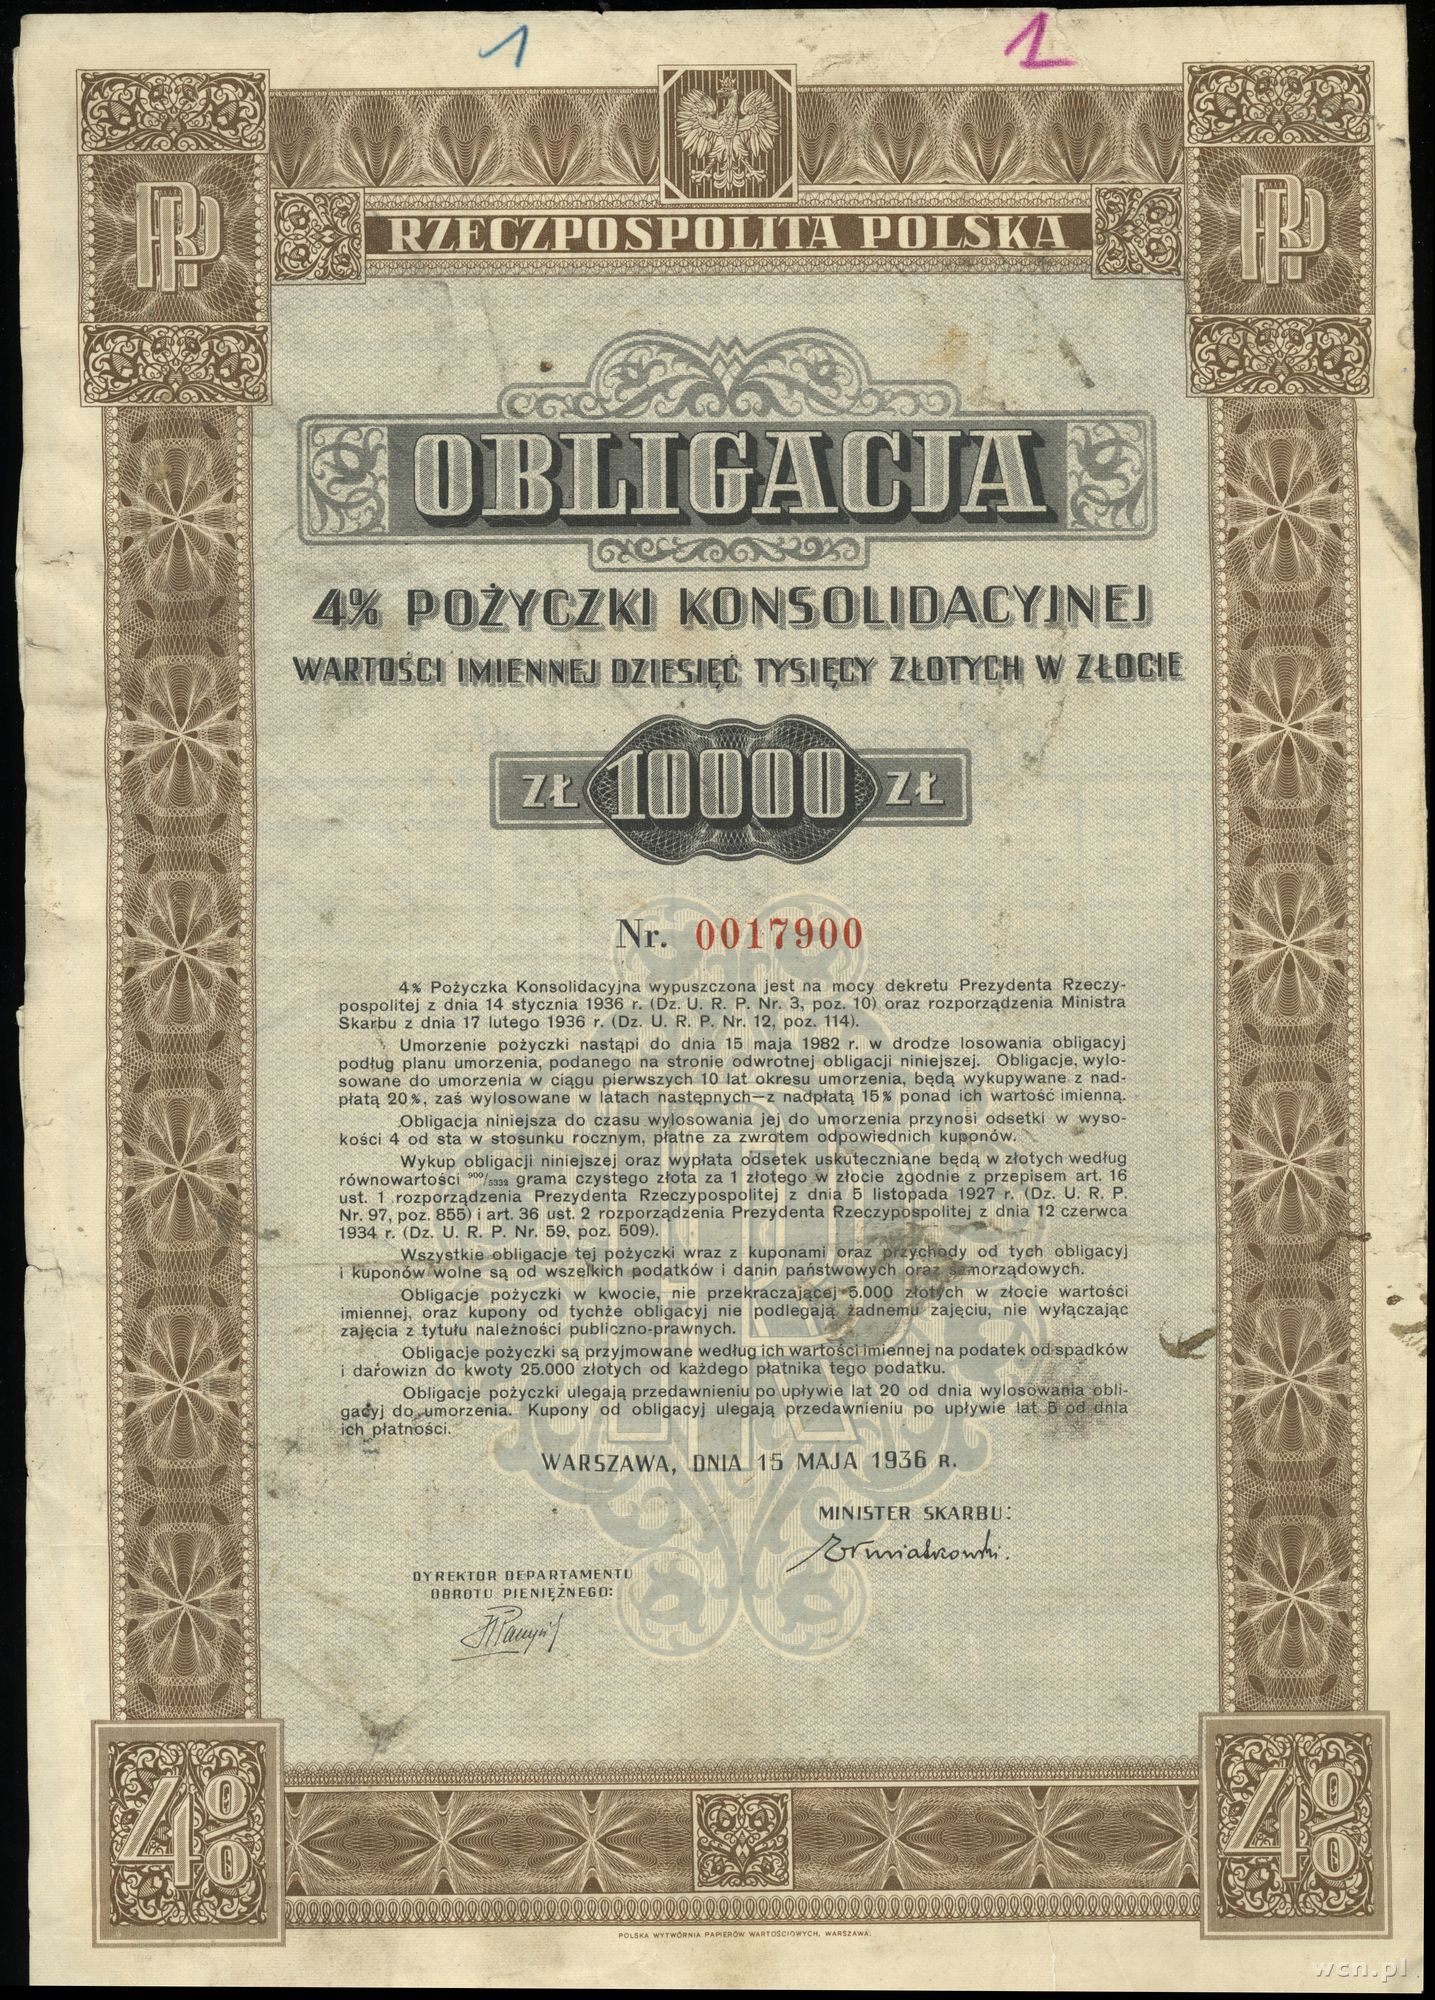 1 1
RP RP
RZECZPOSPOLITA POLSKA
OBLIGACJA
4% POŻYCZKI KONSOLIDACYJNEJ
WARTOŚCI IMIENNEJ DZIESIĘĆ TYSIĘCY ZŁOTYCH W ZŁOCIE
ZŁ 10000 ZŁ
Nr. 0017900
4% Pożyczka Konsolidacyjna wypuszczona jest na mocy dekretu Prezydenta Rzeczy-
pospolitej z dnia 14 stycznia 1936 r. (Dz. U. R. P. Nr. 3, poz. 10) oraz rozporządzenia Ministra
Skarbu z dnia 17 lutego 1936 r. (Dz. U. R. P. Nr. 12, poz. 114).
Umorzenie pożyczki nastąpi do dnia 15 maja 1982 r. w drodze losowania obligacyj
podług planu umorzenia, podanego na stronie odwrotnej obligacji niniejszej. Obligacje, wylo-
sowane do umorzenia w ciągu pierwszych 10 lat okresu umorzenia, będą wykupywane z nad-
płatą 20%, zaś wylosowane w latach następnych—z nadpłatą 15% ponad ich wartość imienną.
Obligacja niniejsza do czasu wylosowania jej do umorzenia przynosi odsetki w wyso-
kości 4 od sta w stosunku rocznym, płatne za zwrotem odpowiednich kuponów.
Wykup obligacji niniejszej oraz wypłata odsetek uskuteczniane będą w złotych według
równowartości 900/5332 grama czystego złota za 1 złotego w złocie zgodnie z przepisem art. 16
ust. 1 rozporządzenia Prezydenta Rzeczypospolitej z dnia 5 listopada 1927 r. (Dz. U. R. P.
Nr. 97, poz. 855) i art. 36 ust. 2 rozporządzenia Prezydenta Rzeczypospolitej z dnia 12 czerwca
1934 r. (Dz. U. R. P. Nr. 59, poz. 509).
Wszystkie obligacje tej pożyczki wraz z kuponami oraz przychody od tych obligacyj
i kuponów wolne są od wszelkich podatków i danin państwowych oraz samorządowych.
Obligacje pożyczki w kwocie, nie przekraczającej 5.000 złotych w złocie wartości
imiennej, oraz kupony od tychże obligacyj nie podlegają żadnemu zajęciu, nie wyłączając
zajęcia z tytułu należności publiczno-prawnych.
Obligacje pożyczki są przyjmowane według ich wartości imiennej na podatek od spadków
i darowizn do kwoty 25.000 złotych od każdego płatnika tego podatku.
Obligacje pożyczki ulegają przedawnieniu po upływie lat 20 od dnia wylosowania obli-
gacyj do umorzenia. Kupony od obligacyj ulegają przedawnieniu po upływie lat 5 od dnia
ich płatności.
WARSZAWA, DNIA 15 MAJA 1936 R.
MINISTER SKARBU:
DYREKTOR DEPARTAMENTU
OBROTU PIENIĘŻNEGO:
4% 4%
POLSKA WYTWÓRNIA PAPIERÓW WARTOŚCIOWYCH, WARSZAWA.
wcn.pl